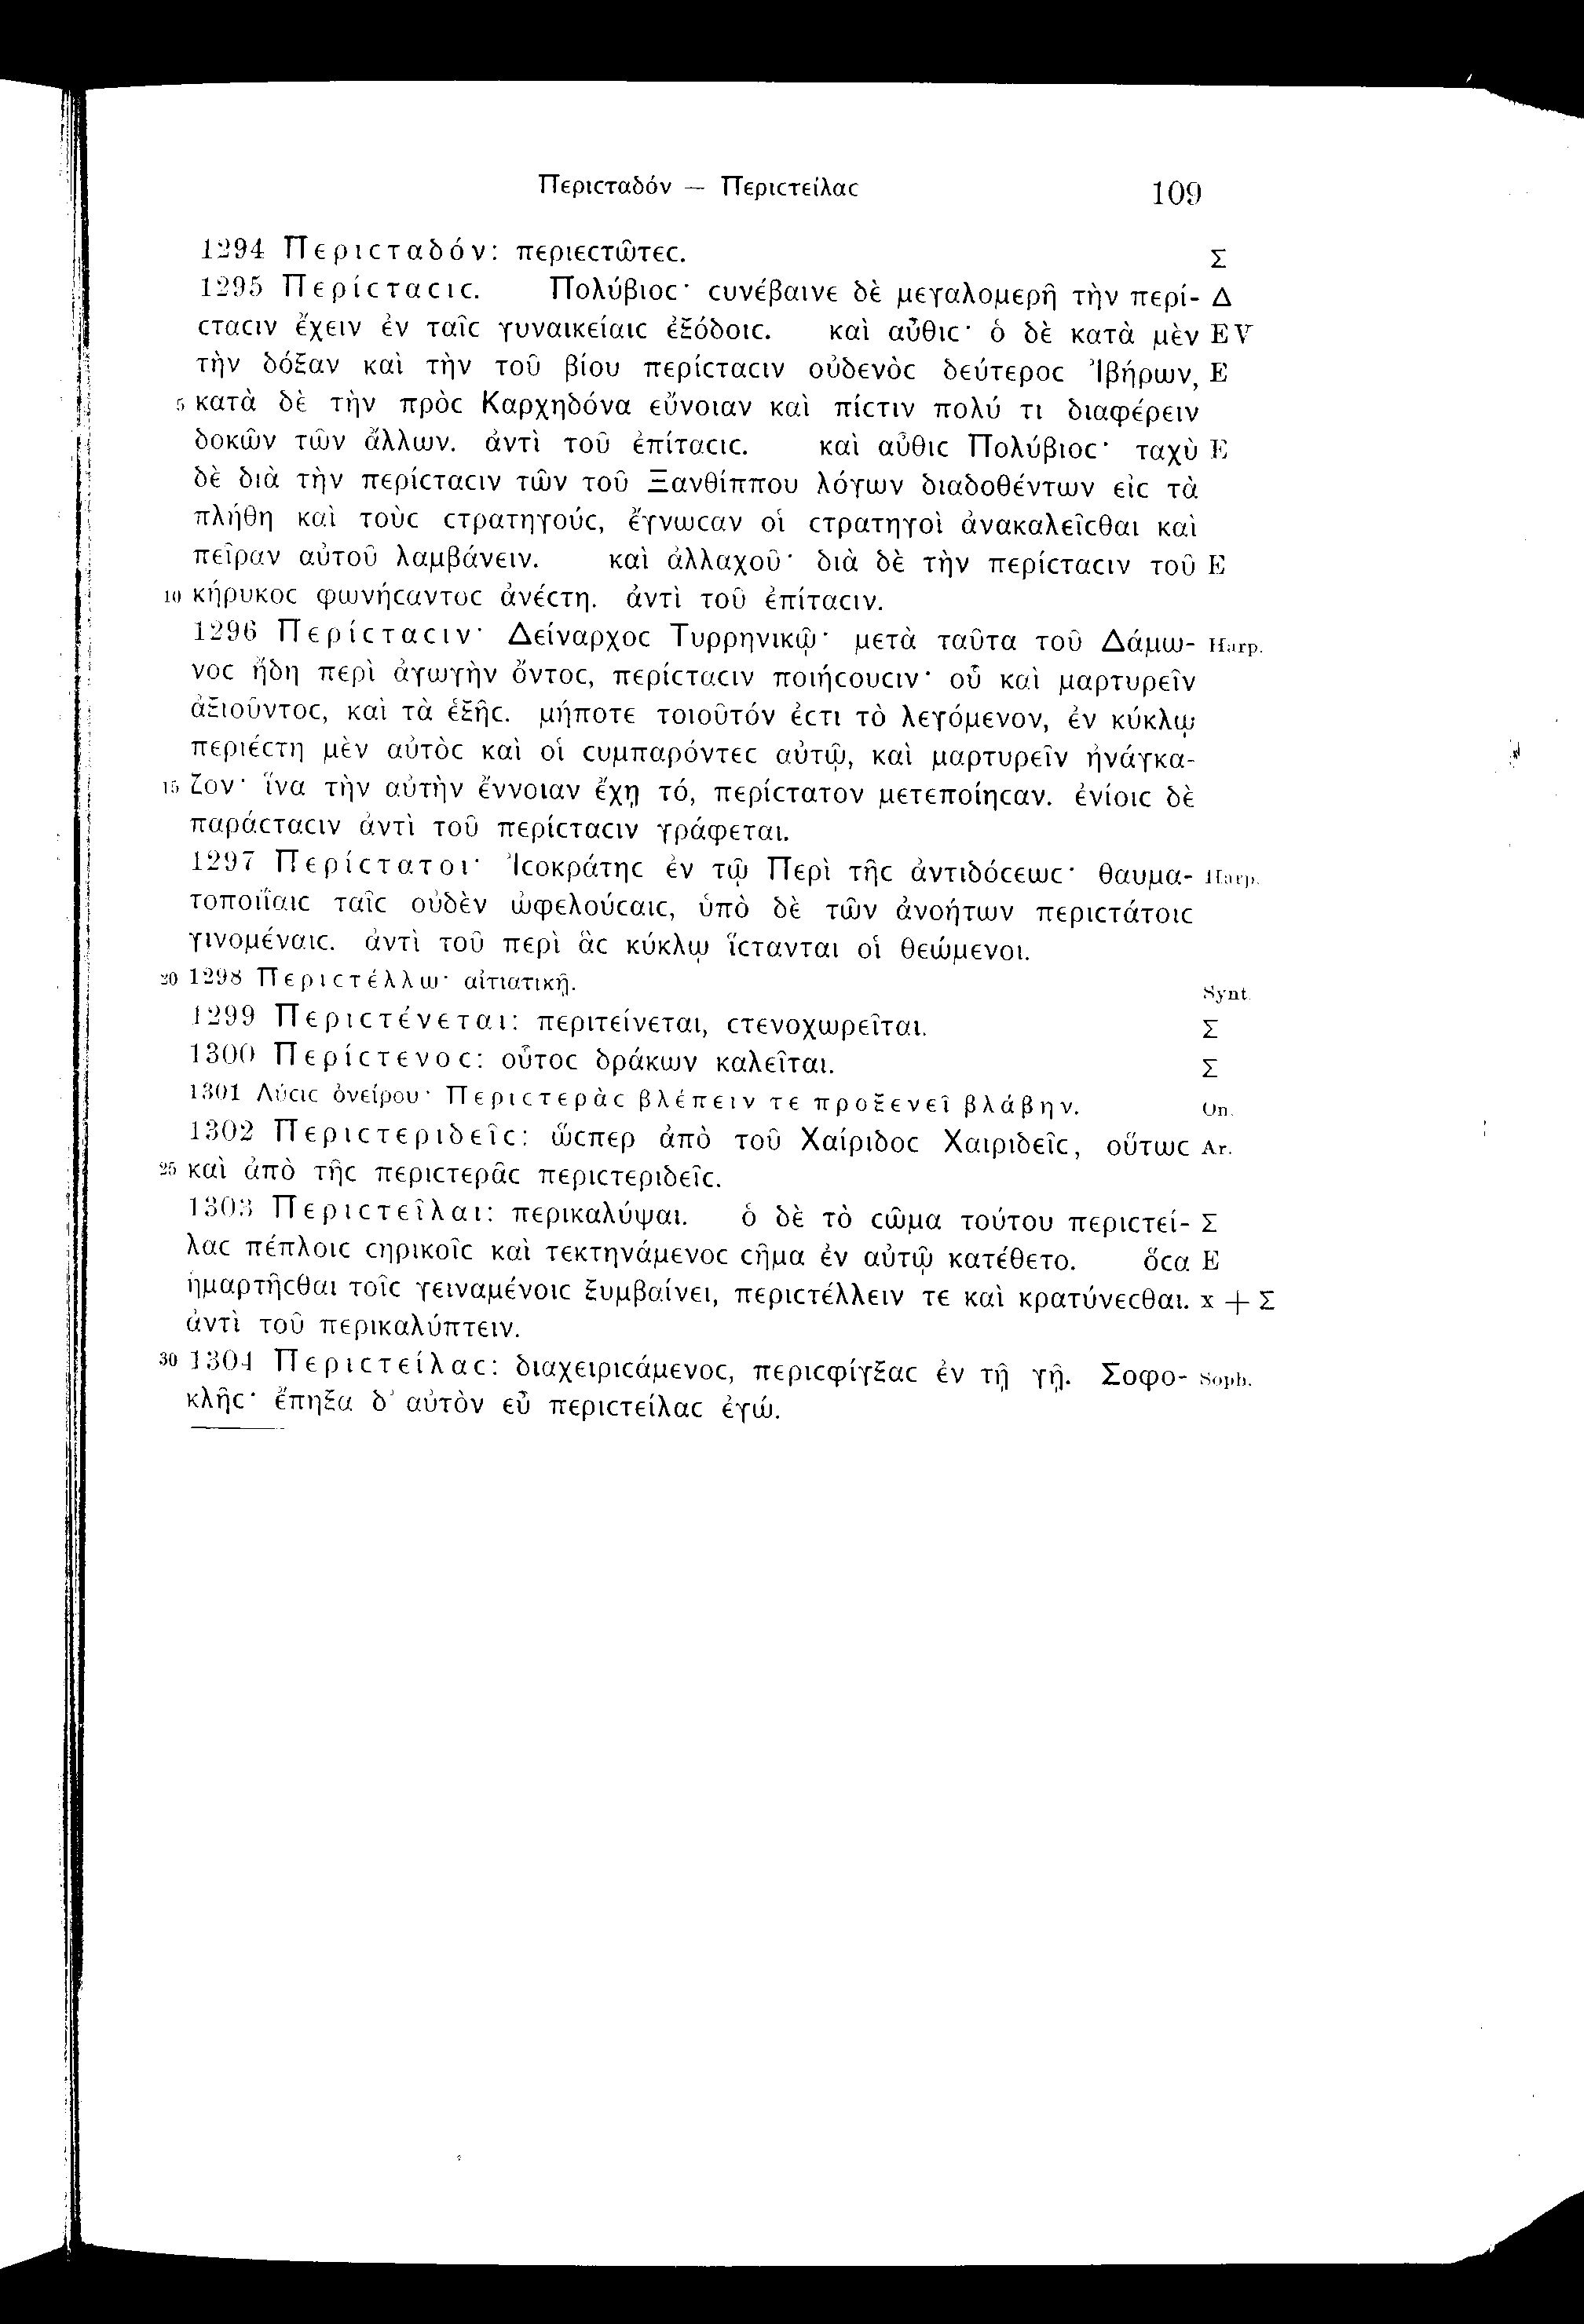 Περιϲταδόν — Περιϲτείλαϲ 109
1294 Περιϲταδόν: περιεϲτῶτεϲ. Σ
1295 Περίϲταϲιϲ. Πολύβιοϲ· ϲυνέβαινε δὲ μεγαλομερῆ τὴν περί- Δ
ϲταϲιν ἔχειν ἐν ταῖϲ γυναικείαιϲ ἐξόδοιϲ. καὶ αὖθιϲ· ὁ δὲ κατὰ μὲν EV
τὴν δόξαν καὶ τὴν τοῦ βίου περίϲταϲιν οὐδενὸϲ δεύτεροϲ Ἰβήρων, E
5 κατὰ δὲ τὴν πρὸϲ Καρχηδόνα εὔνοιαν καὶ πίϲτιν πολύ τι διαφέρειν
δοκῶν τῶν ἄλλων. ἀντὶ τοῦ ἐπίταϲιϲ. καὶ αὖθιϲ Πολύβιοϲ· ταχὺ E
δὲ διὰ τὴν περίϲταϲιν τῶν τοῦ Ξανθίππου λόγων διαδοθέντων εἰϲ τὰ
πλήθη καὶ τοὺϲ ϲτρατηγούϲ, ἔγνωϲαν οἱ ϲτρατηγοὶ ἀνακαλεῖϲθαι καὶ
πεῖραν αὐτοῦ λαμβάνειν. καὶ ἀλλαχοῦ· διὰ δὲ τὴν περίϲταϲιν τοῦ E
10 κήρυκοϲ φωνήϲαντοϲ ἀνέϲτη. ἀντὶ τοῦ ἐπίταϲιν.
1296 Περίϲταϲιν· Δείναρχοϲ Τυρρηνικῷ· μετὰ ταῦτα τοῦ Δάμω- Harp.
νοϲ ἤδη περὶ ἀγωγὴν ὄντοϲ, περίϲταϲιν ποιήϲουϲιν· οὗ καὶ μαρτυρεῖν
ἀξιοῦντοϲ, καὶ τὰ ἑξῆϲ. μήποτε τοιοῦτόν ἐϲτι τὸ λεγόμενον, ἐν κύκλῳ
περιέϲτη μὲν αὐτὸϲ καὶ οἱ ϲυμπαρόντεϲ αὐτῷ, καὶ μαρτυρεῖν ἠνάγκα-
15 ζον· ἵνα τὴν αὐτὴν ἔννοιαν ἔχῃ τό, περίϲτατον μετεποίηϲαν. ἐνίοιϲ δὲ
παράϲταϲιν ἀντὶ τοῦ περίϲταϲιν γράφεται.
1297 Περίϲτατοι· Ἰϲοκράτηϲ ἐν τῷ Περὶ τῆϲ ἀντιδόϲεωϲ· θαυμα- Harp.
τοποιΐαιϲ ταῖϲ οὐδὲν ὠφελούϲαιϲ, ὑπὸ δὲ τῶν ἀνοήτων περιϲτάτοιϲ
γινομέναιϲ. ἀντὶ τοῦ περὶ ἃϲ κύκλῳ ἵϲτανται οἱ θεώμενοι.
20 1298 Περιϲτέλλω· αἰτιατικῇ. Synt.
1299 Περιϲτένεται: περιτείνεται, ϲτενοχωρεῖται. Σ
1300 Περίϲτενοϲ: οὗτοϲ δράκων καλεῖται. Σ
1301 Λύϲιϲ ὀνείρου· Περιϲτερὰϲ βλέπειν τε προξενεῖ βλάβην. On.
1302 Περιϲτεριδεῖϲ: ὥϲπερ ἀπὸ τοῦ Χαίριδοϲ Χαιριδεῖϲ, οὕτωϲ Ar.
25 καὶ ἀπὸ τῆϲ περιϲτερᾶϲ περιϲτεριδεῖϲ.
1303 Περιϲτεῖλαι: περικαλύψαι. ὁ δὲ τὸ ϲῶμα τούτου περιϲτεί- Σ
λαϲ πέπλοιϲ ϲηρικοῖϲ καὶ τεκτηνάμενοϲ ϲῆμα ἐν αὐτῷ κατέθετο. ὅϲα E
ἡμαρτῆϲθαι τοῖϲ γειναμένοιϲ ξυμβαίνει, περιϲτέλλειν τε καὶ κρατύνεϲθαι. x + Σ
ἀντὶ τοῦ περικαλύπτειν.
30 1304 Περιϲτείλαϲ: διαχειριϲάμενοϲ, περιϲφίγξαϲ ἐν τῇ γῇ. Σοφο- Soph.
κλῆϲ· ἔπηξα δ' αὐτὸν εὖ περιϲτείλαϲ ἐγώ.